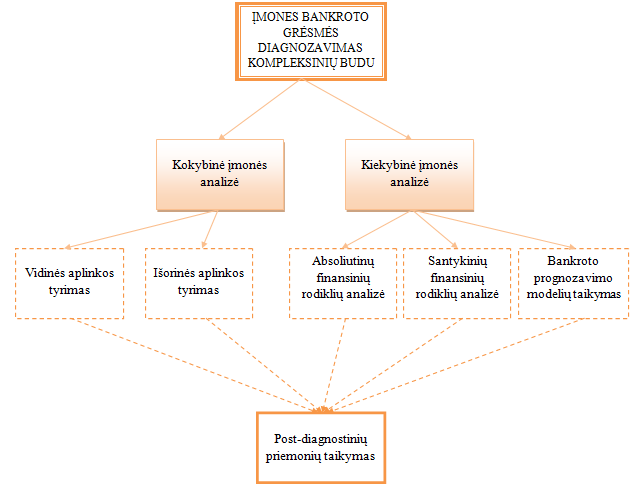 ĮMONES BANKROTO
GRĖSMĖS
DIAGNOZAVIMAS
KOMPLEKSINIŲ BUDU
Kokybinė įmonės
analizė
Kiekybinė įmonės
analizė
Vidinės aplinkos
tyrimas
Išorinės aplinkos
tyrimas
Absoliutinų
finansinių
rodiklių analizė
Santykinių
finansinių
rodiklių analizė
Bankroto
prognozavimo
modelių taikymas
Post-diagnostinių
priemonių taikymas